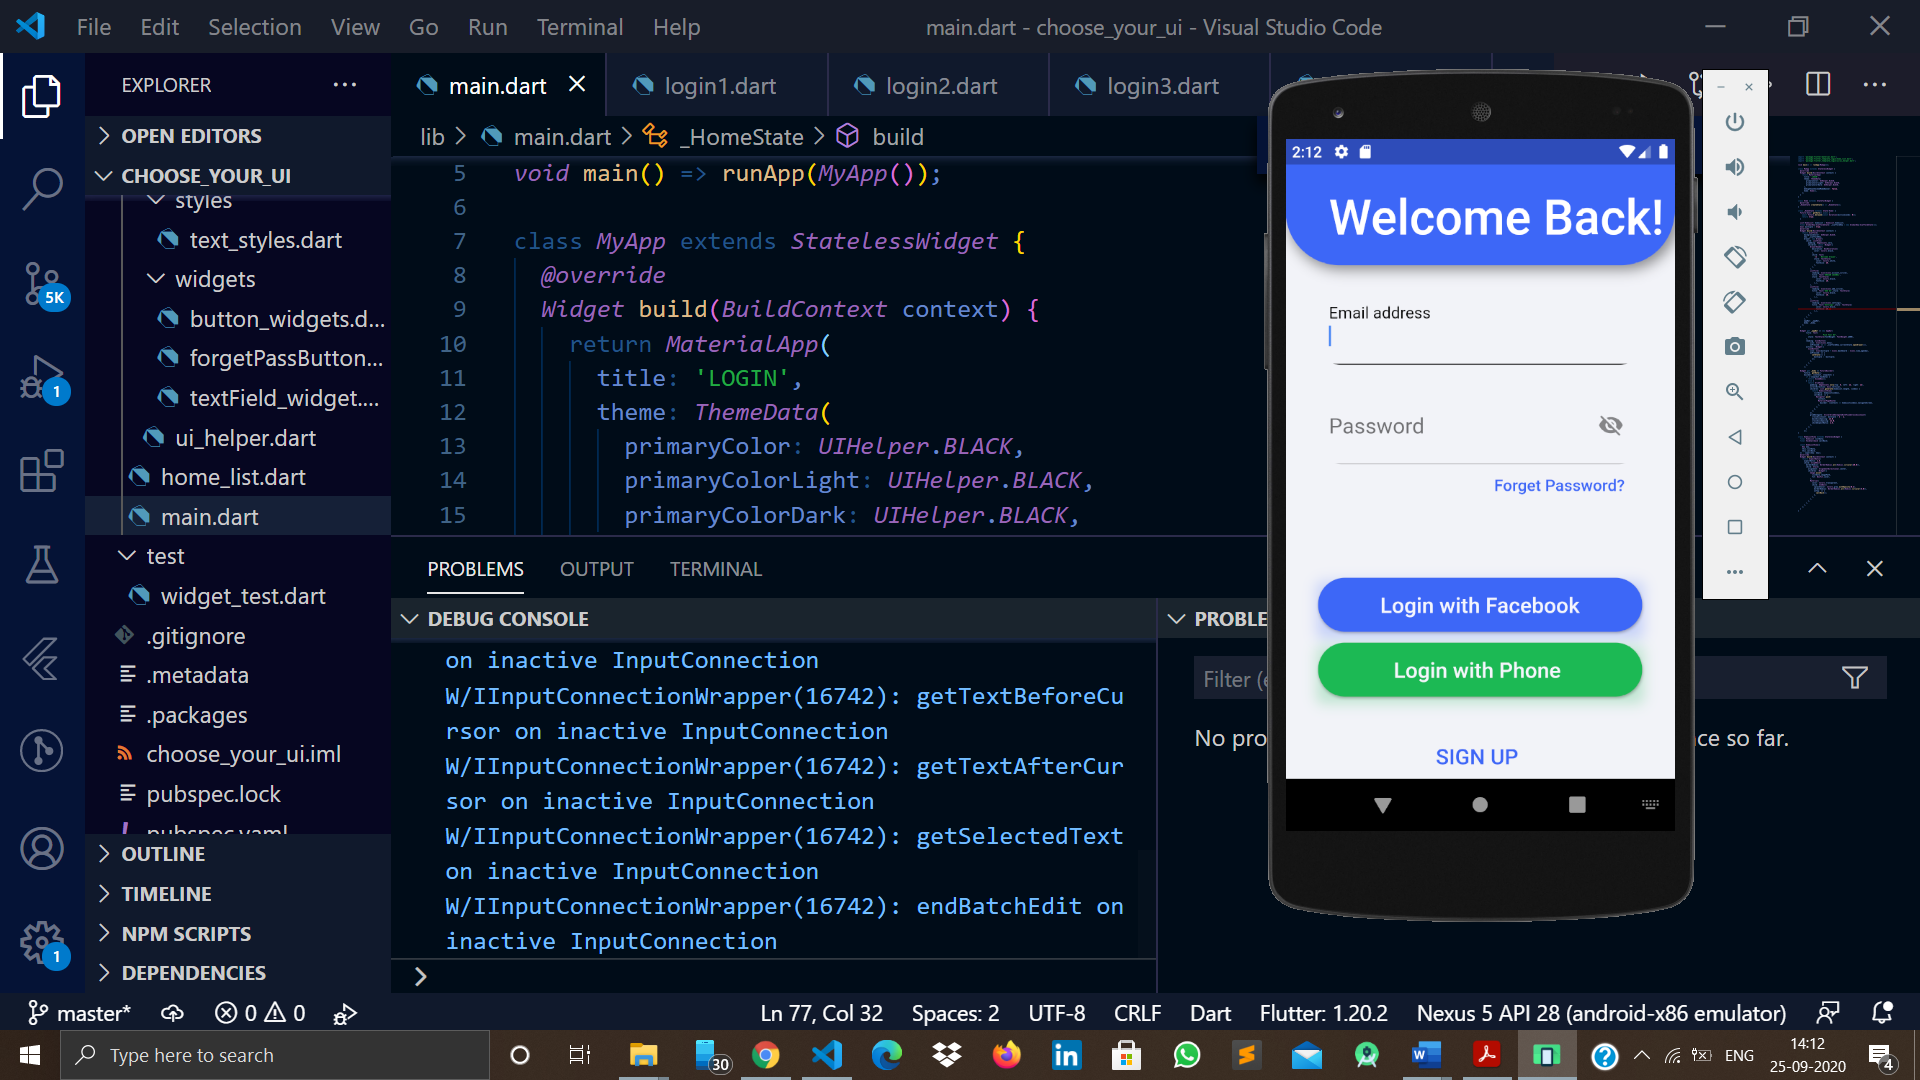 File Edit Selection View Go Run Terminal Help
main.dart - choose_your_ui - Visual Studio Code
EXPLORER
OPEN EDITORS
CHOOSE_YOUR_UI
styles
text_styles.dart
widgets
button_widgets.d...
forgetPassButton...
textField_widget....
ui_helper.dart
home_list.dart
main.dart
test
widget_test.dart
.gitignore
.metadata
.packages
choose_your_ui.iml
pubspec.lock
pubspec.yaml
OUTLINE
TIMELINE
NPM SCRIPTS
DEPENDENCIES
5K
1
1
main.dart login1.dart login2.dart login3.dart
lib > main.dart > _HomeState > build
5 void main() => runApp(MyApp());
6
7 class MyApp extends StatelessWidget {
8 @override
9 Widget build(BuildContext context) {
10 return MaterialApp(
11 title: 'LOGIN',
12 theme: ThemeData(
13 primaryColor: UIHelper.BLACK,
14 primaryColorLight: UIHelper.BLACK,
15 primaryColorDark: UIHelper.BLACK,
PROBLEMS OUTPUT TERMINAL
DEBUG CONSOLE
on inactive InputConnection
W/IInputConnectionWrapper(16742): getTextBeforeCu
rsor on inactive InputConnection
W/IInputConnectionWrapper(16742): getTextAfterCur
sor on inactive InputConnection
W/IInputConnectionWrapper(16742): getSelectedText
on inactive InputConnection
W/IInputConnectionWrapper(16742): endBatchEdit on
inactive InputConnection
PROBLE
Filter (e
No pro
ce so far.
2:12
Welcome Back!
Email address
Password
Forget Password?
Login with Facebook
Login with Phone
SIGN UP
master* 0 0
Ln 77, Col 32 Spaces: 2 UTF-8 CRLF Dart Flutter: 1.20.2 Nexus 5 API 28 (android-x86 emulator)
Type here to search
30
ENG
14:12
25-09-2020
4